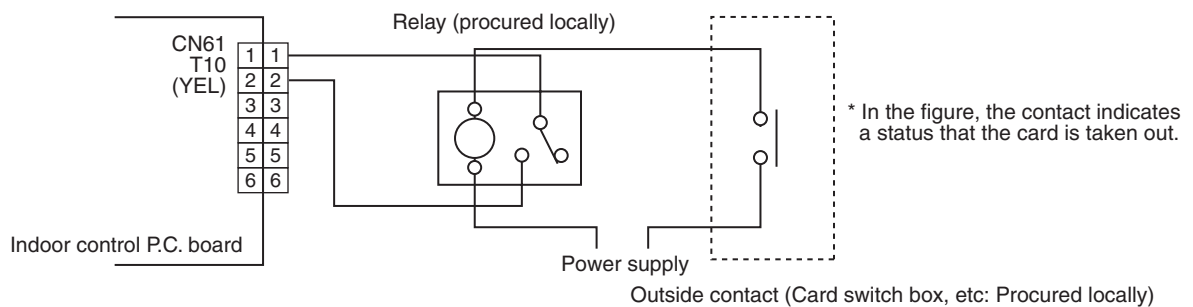 Relay (procured locally)
CN61
T10
(YEL)
1 1
2 2
3 3
4 4
5 5
6 6
* In the figure, the contact indicates
a status that the card is taken out.
Indoor control P.C. board
Power supply
Outside contact (Card switch box, etc: Procured locally)